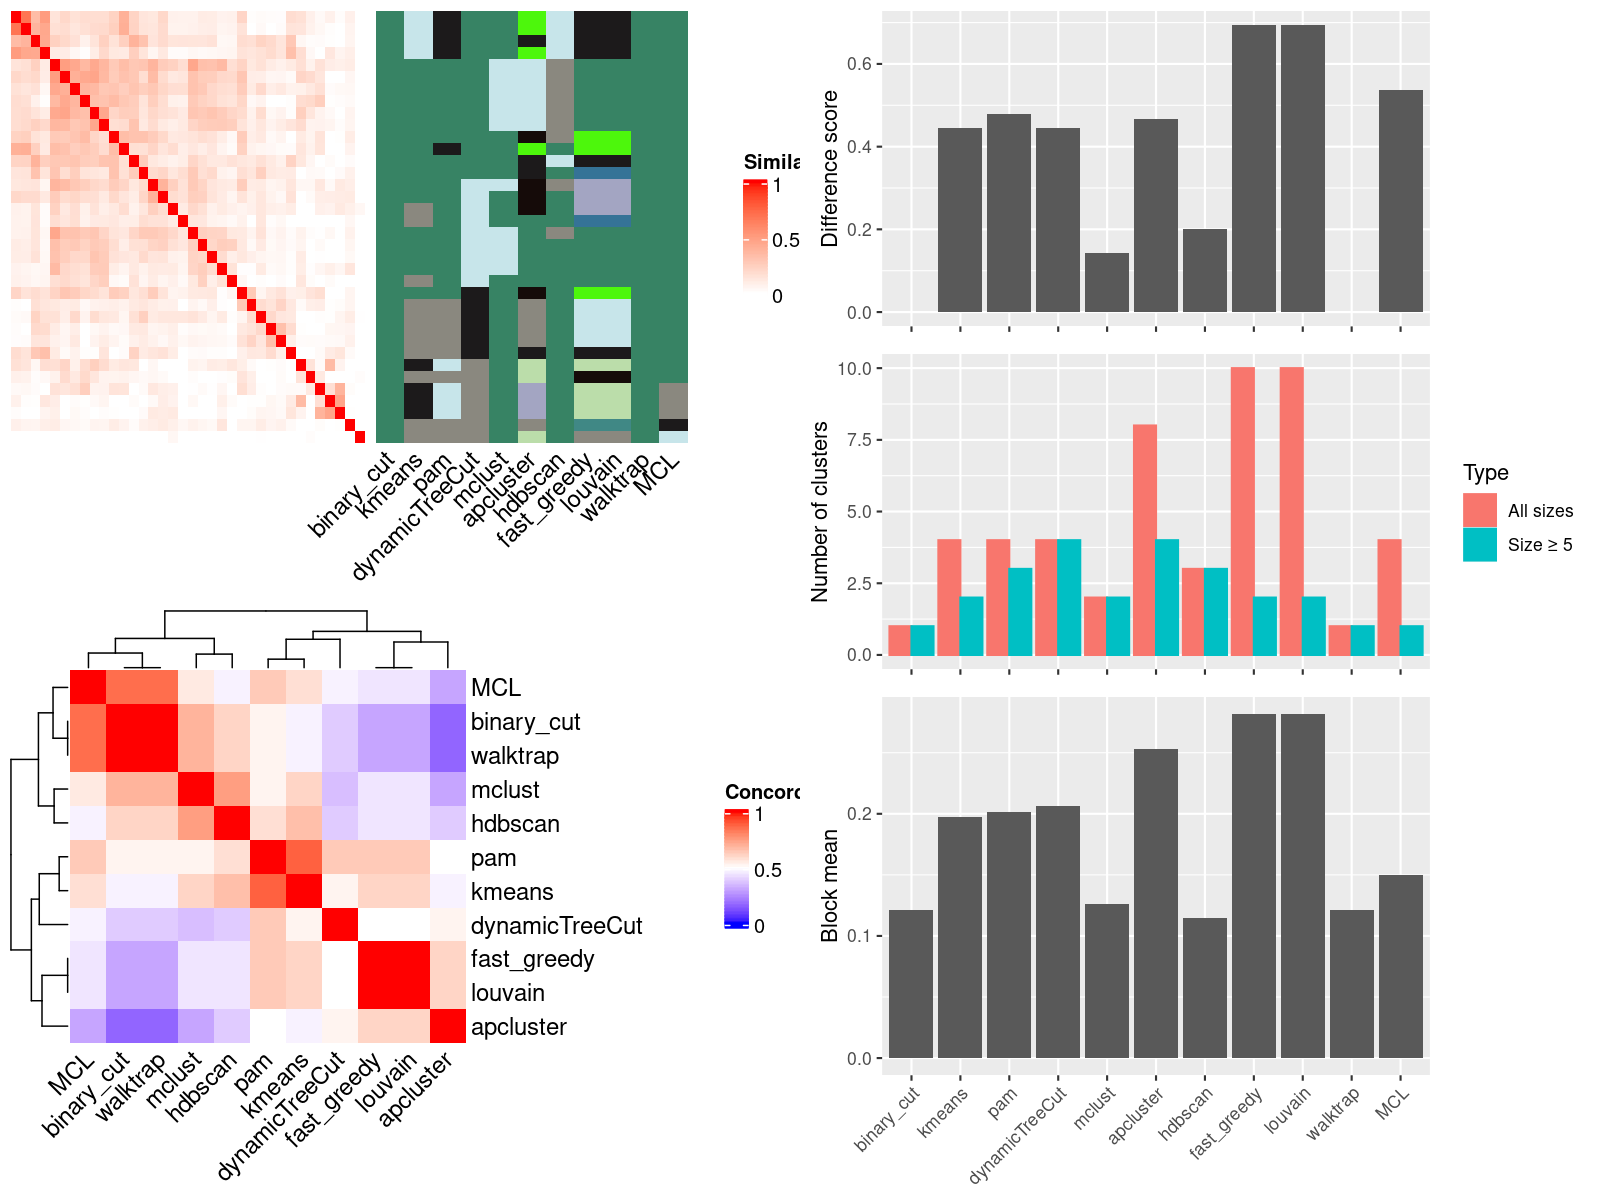 Simila
1
0.5
0
binary_cut
kmeans
pam
dynamicTreeCut
mclust
apcluster
hdbscan
fast_greedy
louvain
walktrap
MCL
MCL
binary_cut
walktrap
mclust
hdbscan
pam
kmeans
dynamicTreeCut
fast_greedy
louvain
apcluster
Concord
1
0.5
0
MCL
binary_cut
walktrap
mclust
hdbscan
pam
kmeans
dynamicTreeCut
fast_greedy
louvain
apcluster
Difference score
0.6
0.4
0.2
0.0
Number of clusters
10.0
7.5
5.0
2.5
0.0
Type
All sizes
Size ≥ 5
Block mean
0.2
0.1
0.0
binary_cut
kmeans
pam
dynamicTreeCut
mclust
apcluster
hdbscan
fast_greedy
louvain
walktrap
MCL